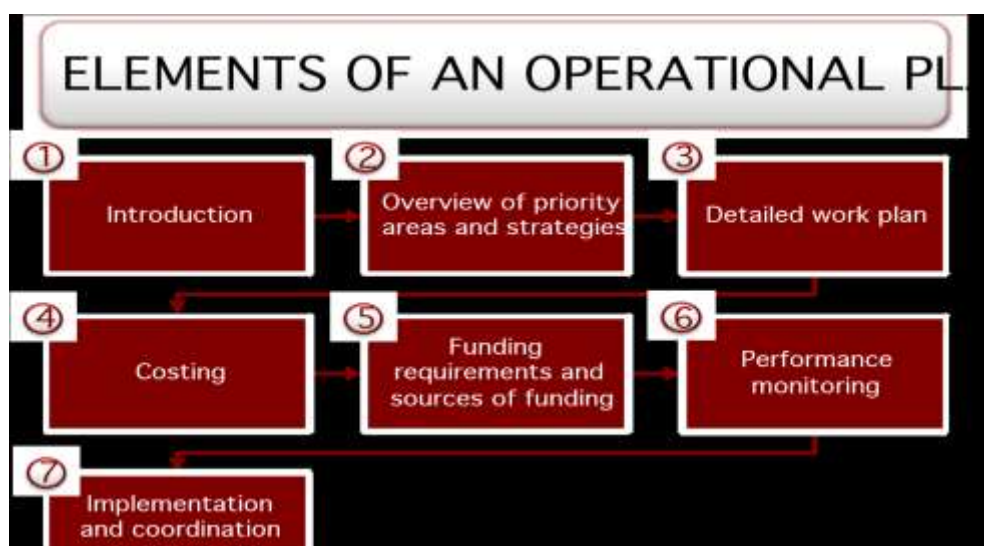 ELEMENTS OF AN OPERATIONAL PL
1
Introduction
2
Overview of priority
areas and strategies
3
Detailed work plan
4
Costing
5
Funding
requirements and
sources of funding
6
Performance
monitoring
7
Implementation
and coordination